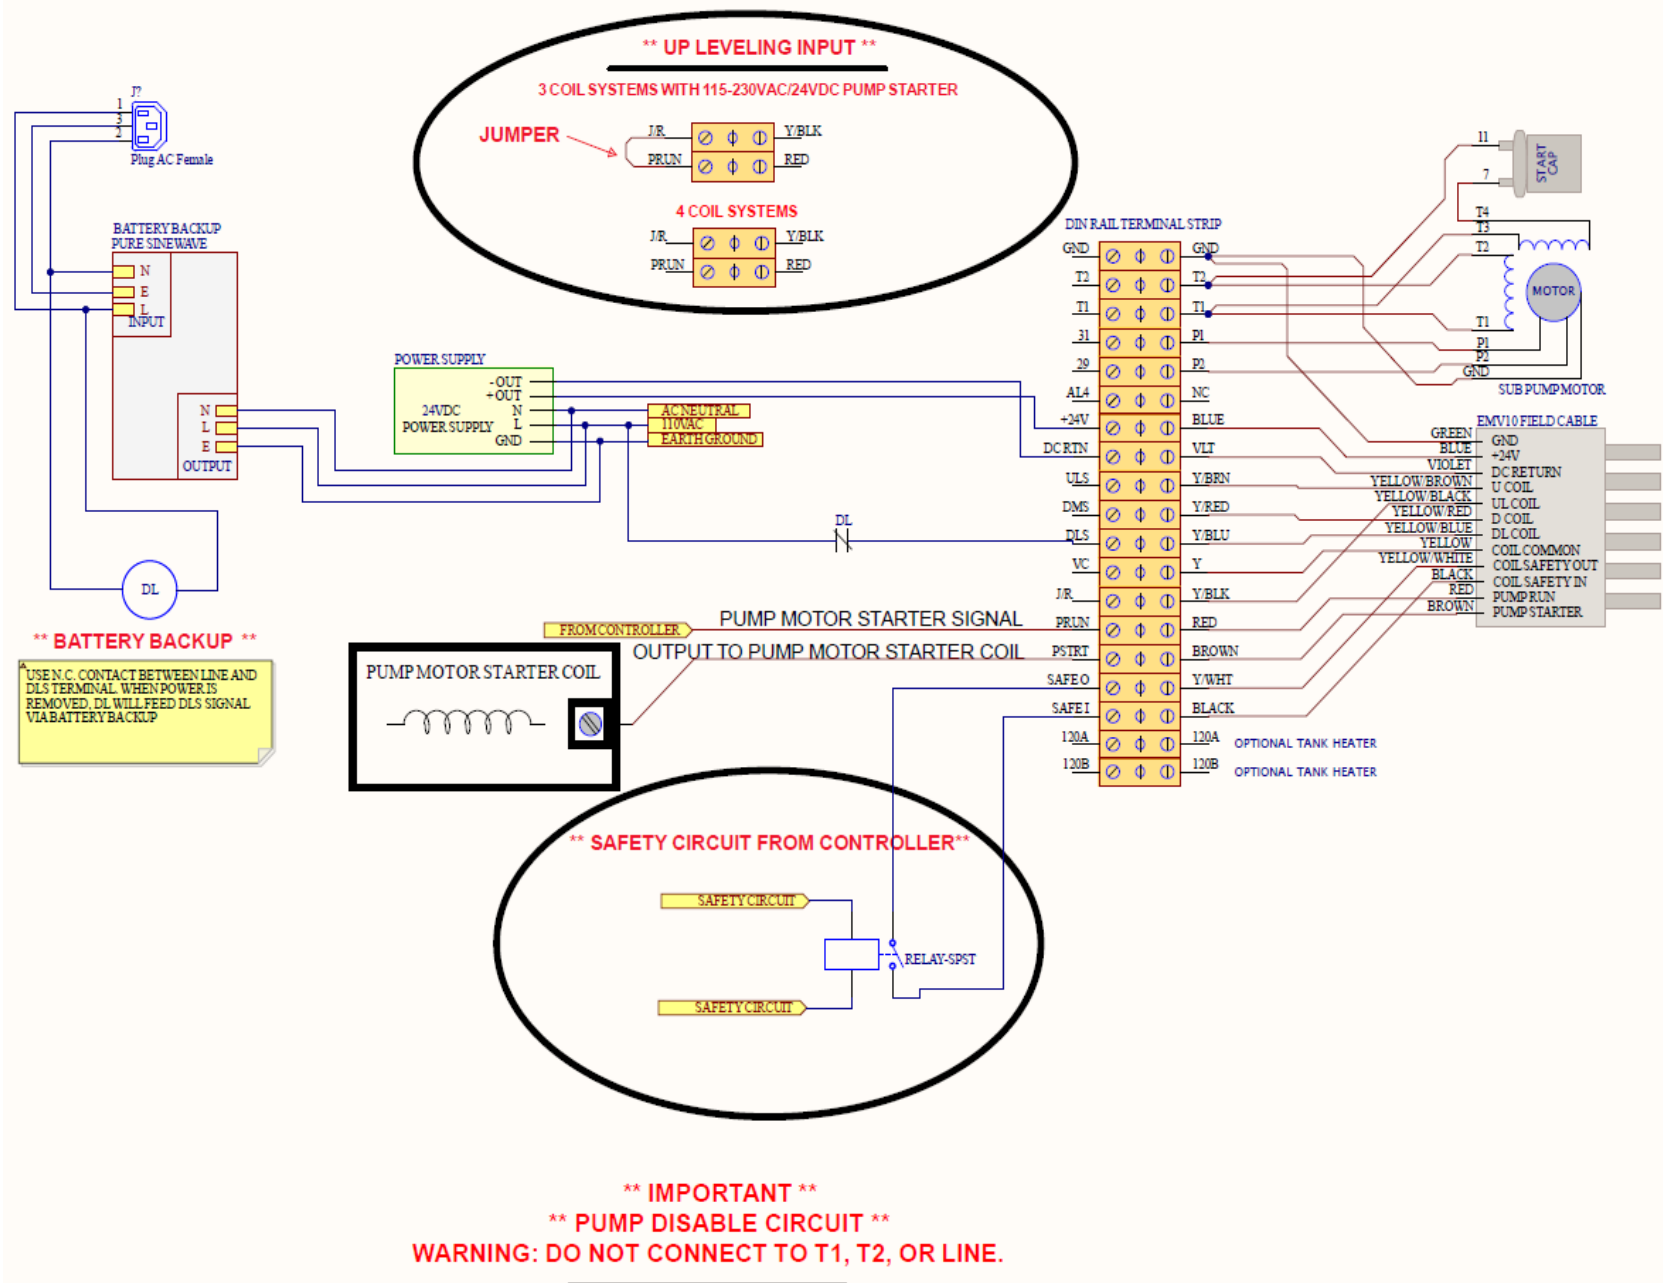 ** UP LEVELING INPUT **
3 COIL SYSTEMS WITH 115-230VAC/24VDC PUMP STARTER
JUMPER
J/R
Y/BLK
PRUN
RED
4 COIL SYSTEMS
J/R
Y/BLK
PRUN
RED
J?
1
3
2
Plug AC Female
BATTERY BACKUP
PURE SINEWAVE
N
E
L
INPUT
N
L
E
OUTPUT
DL
** BATTERY BACKUP **
USE N.C. CONTACT BETWEEN LINE AND
DLS TERMINAL. WHEN POWER IS
REMOVED, DL WILL FEED DLS SIGNAL
VIA BATTERY BACKUP
POWER SUPPLY
- OUT
+ OUT
24VDC
N
POWER SUPPLY
L
GND
AC NEUTRAL
110VAC
EARTH GROUND
DL
FROM CONTROLLER
PUMP MOTOR STARTER SIGNAL
OUTPUT TO PUMP MOTOR STARTER COIL
PUMP MOTOR STARTER COIL
DIN RAIL TERMINAL STRIP
GND
GND
T2
T2
T1
T1
31
P1
29
P2
AL4
NC
+24V
BLUE
DC RTN
VLT
ULS
Y/BRN
DMS
Y/RED
DLS
Y/BLU
VC
Y
J/R
Y/BLK
PRUN
RED
PSTRT
BROWN
SAFE O
Y/WHT
SAFE I
BLACK
120A
120A
OPTIONAL TANK HEATER
120B
120B
OPTIONAL TANK HEATER
11
7
START
CAP
T4
T3
T2
T1
P1
P2
GND
MOTOR
SUB PUMP MOTOR
EMV10 FIELD CABLE
GREEN
GND
BLUE
+24V
VIOLET
DC RETURN
YELLOW/BROWN
U COIL
YELLOW/BLACK
UL COIL
YELLOW/RED
D COIL
YELLOW/BLUE
DL COIL
YELLOW
COIL COMMON
YELLOW/WHITE
COIL SAFETY OUT
BLACK
COIL SAFETY IN
RED
PUMP RUN
BROWN
PUMP STARTER
** SAFETY CIRCUIT FROM CONTROLLER**
SAFETY CIRCUIT
RELAY-SPST
SAFETY CIRCUIT
** IMPORTANT **
** PUMP DISABLE CIRCUIT **
WARNING: DO NOT CONNECT TO T1, T2, OR LINE.